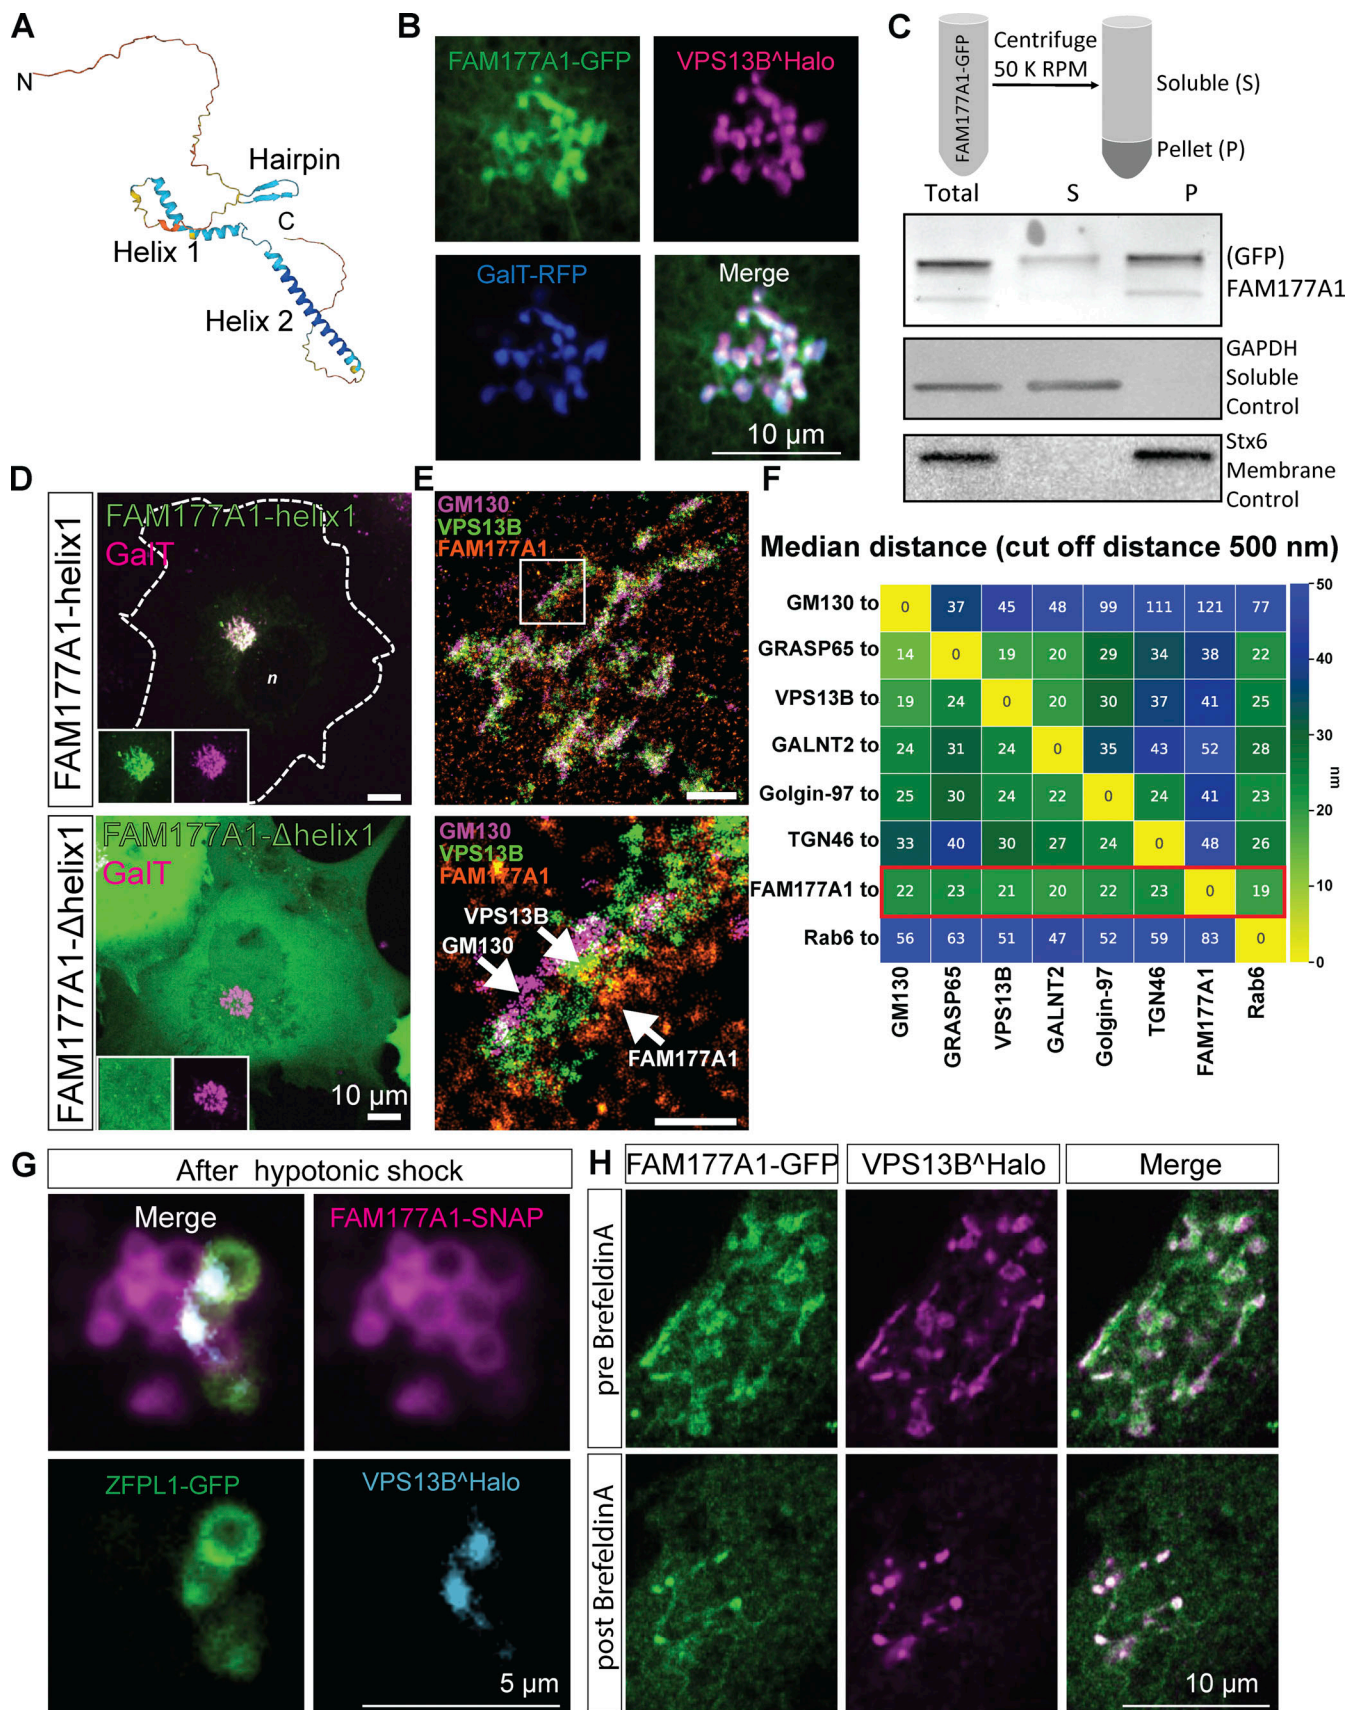 A
N
Hairpin
C
Helix 1
Helix 2
B
FAM177A1-GFP
VPS13B^Halo
GalT-RFP
Merge
10 µm
C
FAM177A1-GFP
Centrifuge
50 K RPM
Soluble (S)
Pellet (P)
Total
S
P
(GFP)
FAM177A1
GAPDH
Soluble
Control
Stx6
Membrane
Control
D
FAM177A1-helix1
FAM177A1-helix1
GalT
n
FAM177A1-Δhelix1
FAM177A1-Δhelix1
GalT
10 µm
E
GM130
VPS13B
FAM177A1
GM130
VPS13B
FAM177A1
VPS13B
GM130
FAM177A1
F
Median distance (cut off distance 500 nm)
GM130 to 0 37 45 48 99 111 121 77
GRASP65 to 14 0 19 20 29 34 38 22
VPS13B to 19 24 0 20 30 37 41 25
GALNT2 to 24 31 24 0 35 43 52 28
Golgin-97 to 25 30 24 22 0 24 41 23
TGN46 to 33 40 30 27 24 0 48 26
FAM177A1 to 22 23 21 20 22 23 0 19
Rab6 to 56 63 51 47 52 59 83 0
GM130
GRASP65
VPS13B
GALNT2
Golgin-97
TGN46
FAM177A1
Rab6
50
40
30
20
10
0
nm
G
After hypotonic shock
Merge
FAM177A1-SNAP
ZFPL1-GFP
VPS13B^Halo
5 µm
H
FAM177A1-GFP
VPS13B^Halo
Merge
pre BrefeldinA
post BrefeldinA
10 µm